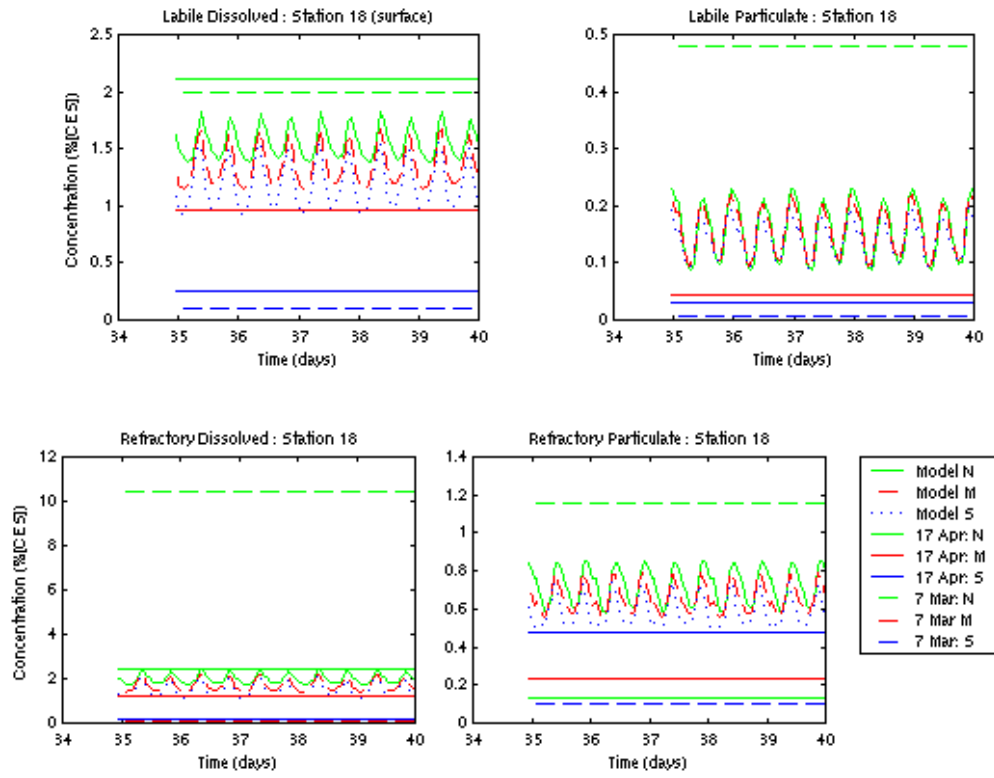 Labile Dissolved : Station 18 (surface)
Concentration (%[CE5])
2.5
2
1.5
1
0.5
0
34 35 36 37 38 39 40
Time (days)
Labile Particulate : Station 18
0.5
0.4
0.3
0.2
0.1
0
34 35 36 37 38 39 40
Time (days)
Refractory Dissolved : Station 18
Concentration (%[CE5])
12
10
8
6
4
2
0
34 35 36 37 38 39 40
Time (days)
Refractory Particulate : Station 18
1.4
1.2
1
0.8
0.6
0.4
0.2
0
34 35 36 37 38 39 40
Time (days)
Model N
Model M
Model S
17 Apr: N
17 Apr: M
17 Apr: S
7 Mar: N
7 Mar M
7 Mar: S